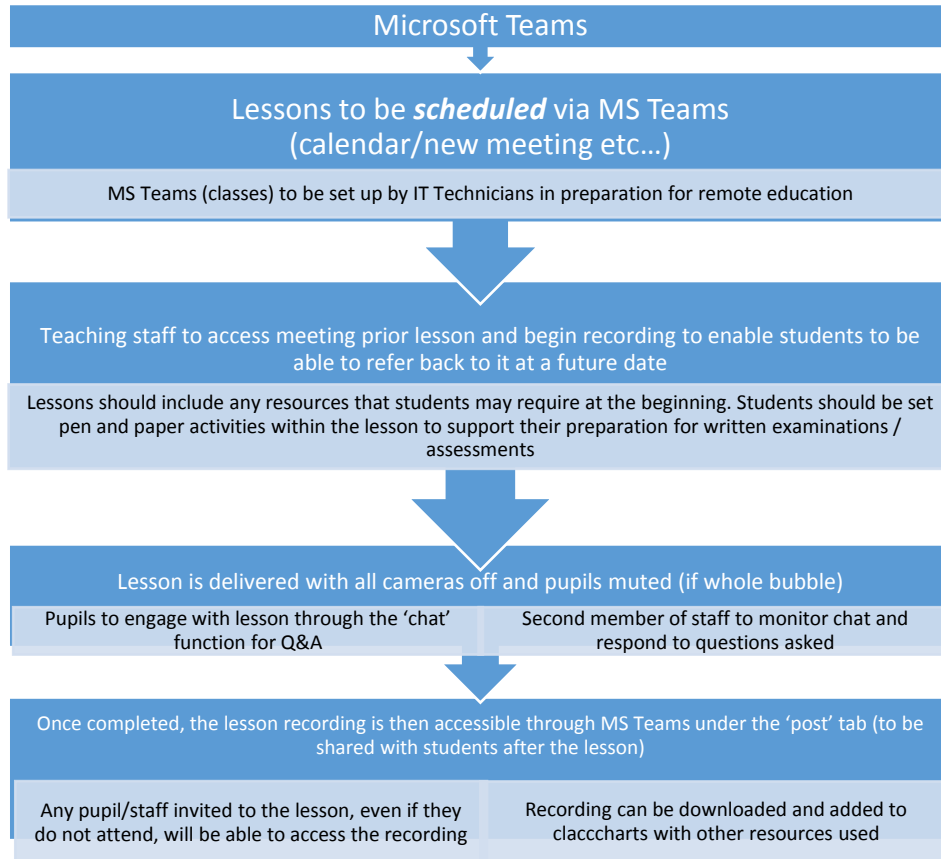 Microsoft Teams
Lessons to be scheduled via MS Teams
(calendar/new meeting etc...)
MS Teams (classes) to be set up by IT Technicians in preparation for remote education
Teaching staff to access meeting prior lesson and begin recording to enable students to be
able to refer back to it at a future date
Lessons should include any resources that students may require at the beginning. Students should be set
pen and paper activities within the lesson to support their preparation for written examinations /
assessments
Lesson is delivered with all cameras off and pupils muted (if whole bubble)
Pupils to engage with lesson through the ‘chat’
function for Q&A
Second member of staff to monitor chat and
respond to questions asked
Once completed, the lesson recording is then accessible through MS Teams under the ‘post’ tab (to be
shared with students after the lesson)
Any pupil/staff invited to the lesson, even if they
do not attend, will be able to access the recording
Recording can be downloaded and added to
clacccharts with other resources used